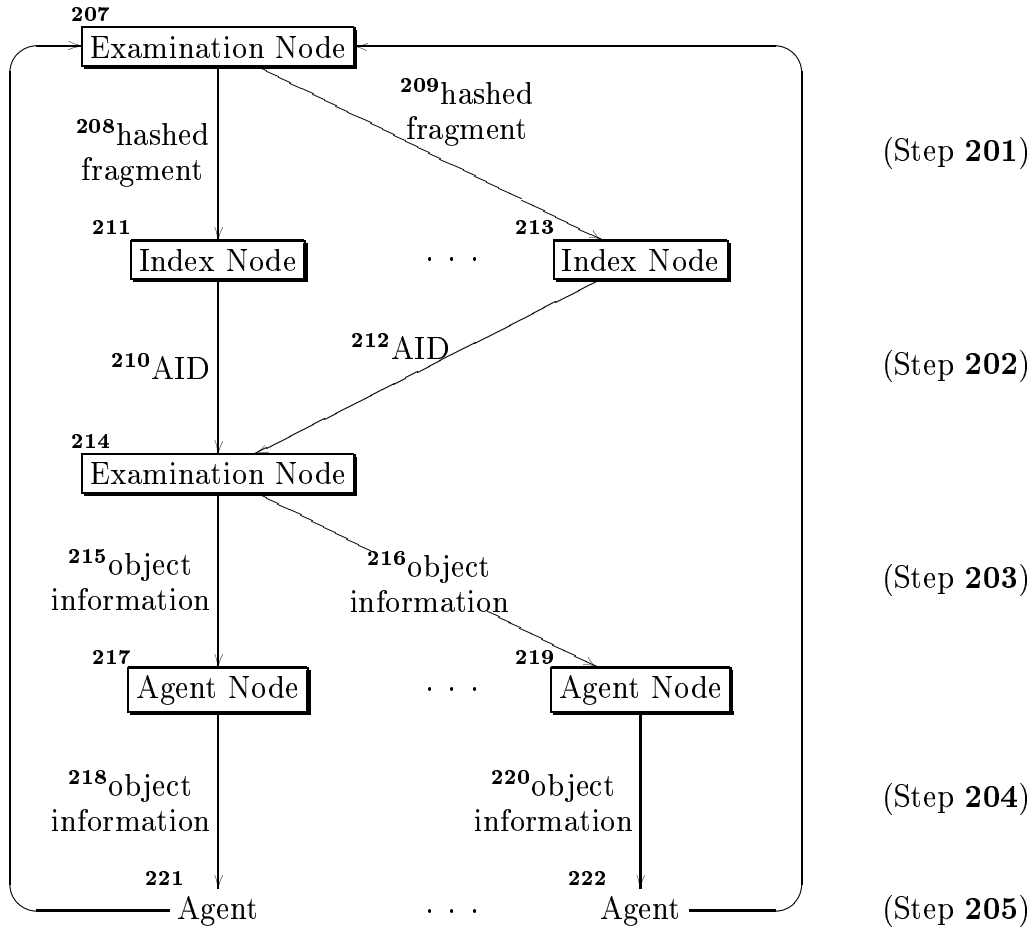 207
Examination Node
208hashed
fragment
209hashed
fragment
(Step 201)
211
Index Node
. . .
213
Index Node
210AID
212AID
(Step 202)
214
Examination Node
215object
information
216object
information
(Step 203)
217
Agent Node
. . .
219
Agent Node
218object
information
220object
information
(Step 204)
221
Agent
. . .
222
Agent
(Step 205)